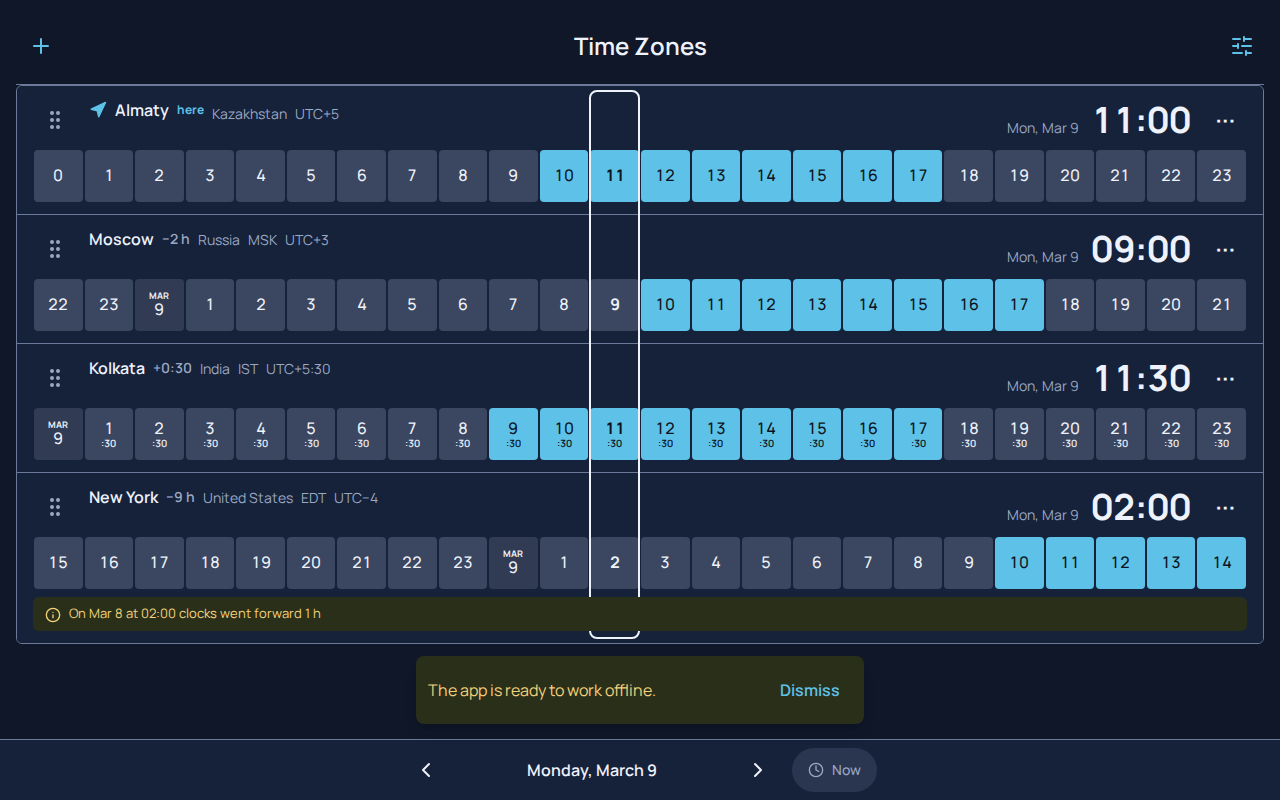 Time Zones
Almaty here Kazakhstan UTC+5
Mon, Mar 9 11:00
0 1 2 3 4 5 6 7 8 9 10 11 12 13 14 15 16 17 18 19 20 21 22 23
Moscow −2 h Russia MSK UTC+3
Mon, Mar 9 09:00
22 23 MAR 9 1 2 3 4 5 6 7 8 9 10 11 12 13 14 15 16 17 18 19 20 21
Kolkata +0:30 India IST UTC+5:30
Mon, Mar 9 11:30
MAR 9 1:30 2:30 3:30 4:30 5:30 6:30 7:30 8:30 9:30 10:30 11:30 12:30 13:30 14:30 15:30 16:30 17:30 18:30 19:30 20:30 21:30 22:30 23:30
New York −9 h United States EDT UTC−4
Mon, Mar 9 02:00
15 16 17 18 19 20 21 22 23 MAR 9 1 2 3 4 5 6 7 8 9 10 11 12 13 14
On Mar 8 at 02:00 clocks went forward 1 h
The app is ready to work offline. Dismiss
Monday, March 9 Now